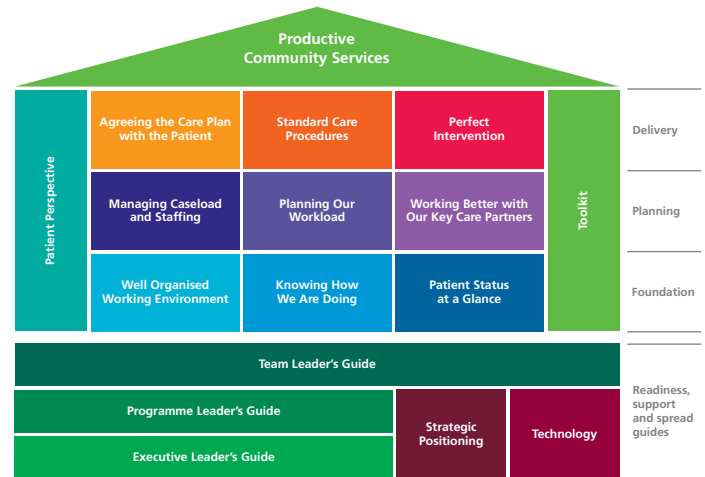 Productive
Community Services
Patient Perspective
Agreeing the Care Plan
with the Patient
Standard Care
Procedures
Perfect
Intervention
Toolkit
Delivery
Managing Caseload
and Staffing
Planning Our
Workload
Working Better with
Our Key Care Partners
Planning
Well Organised
Working Environment
Knowing How
We Are Doing
Patient Status
at a Glance
Foundation
Team Leader's Guide
Programme Leader's Guide
Executive Leader's Guide
Strategic
Positioning
Technology
Readiness,
support
and spread
guides